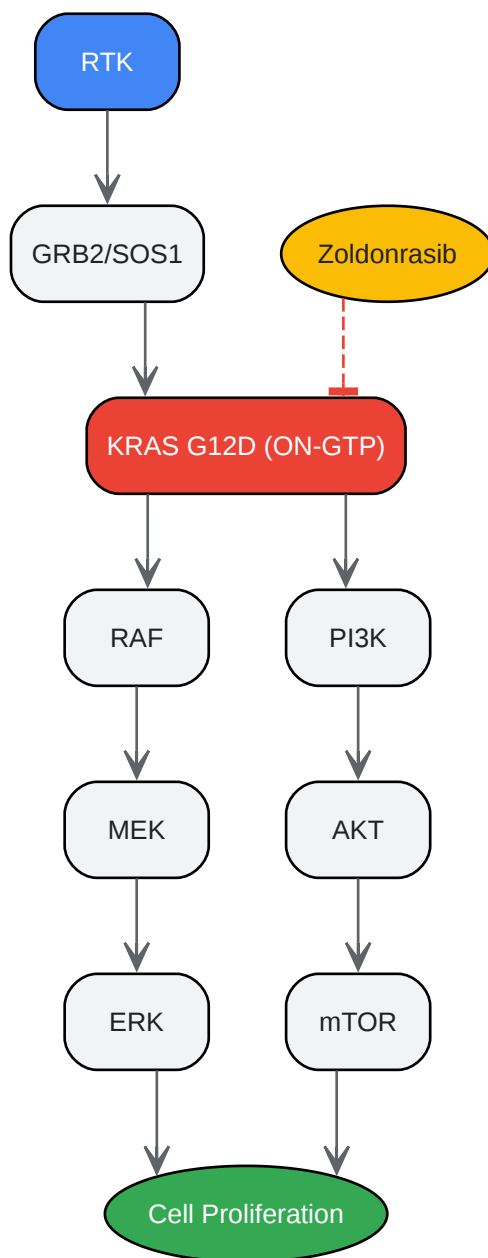 RTK
GRB2/SOS1
Zoldonrasib
KRAS G12D (ON-GTP)
RAF
PI3K
MEK
AKT
ERK
mTOR
Cell Proliferation